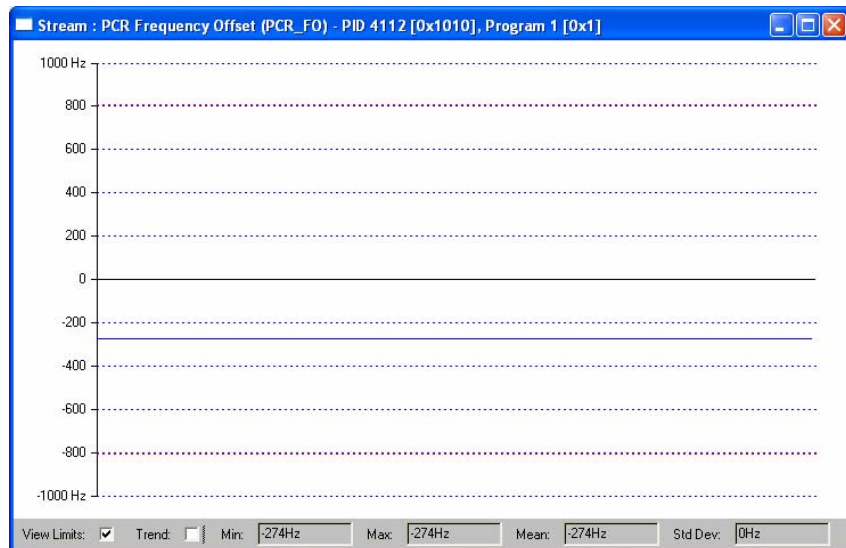 Stream : PCR Frequency Offset (PCR_FO) - PID 4112 [0x1010], Program 1 [0x1]
1000 Hz
800
600
400
200
0
-200
-400
-600
-800
-1000 Hz
View Limits: Trend: Min: -274Hz Max: -274Hz Mean: -274Hz Std Dev: 0Hz